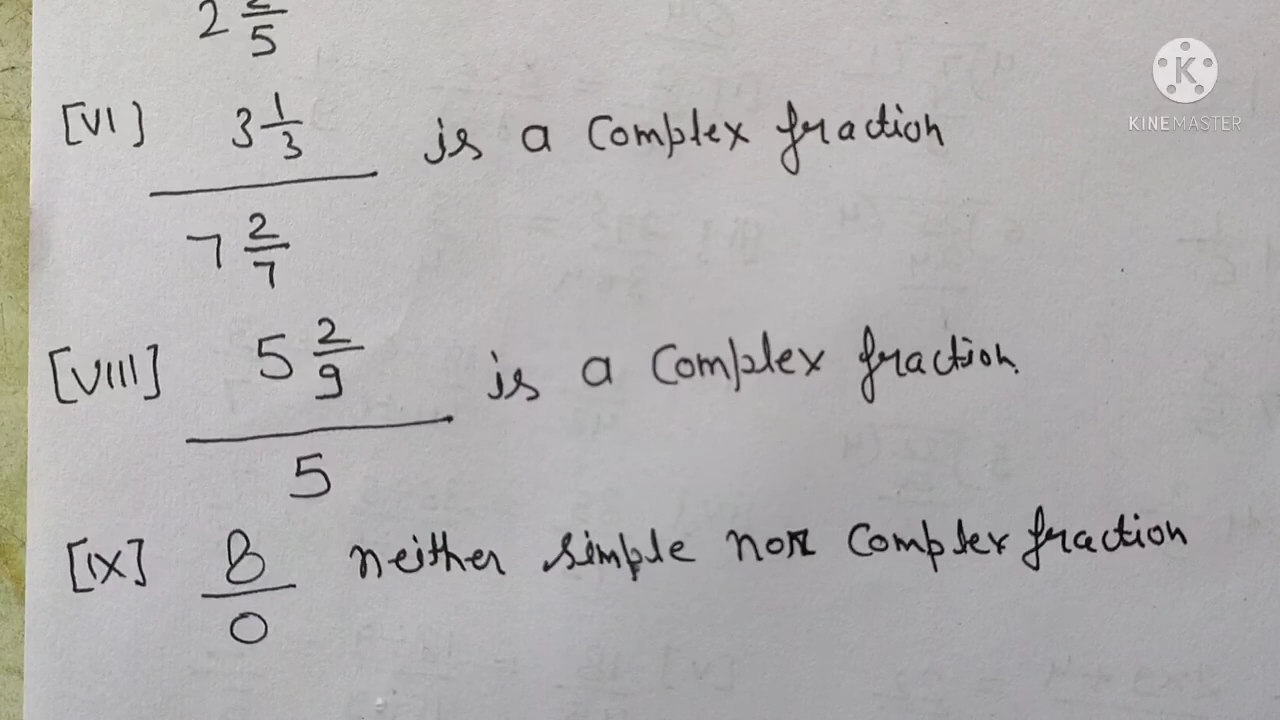 2 2/5
[VI] 3 1/3 is a complex fraction
7 2/7
[VIII] 5 2/9 is a complex fraction.
5
[IX] 8 neither simple nor complex fraction
0
KINEMASTER